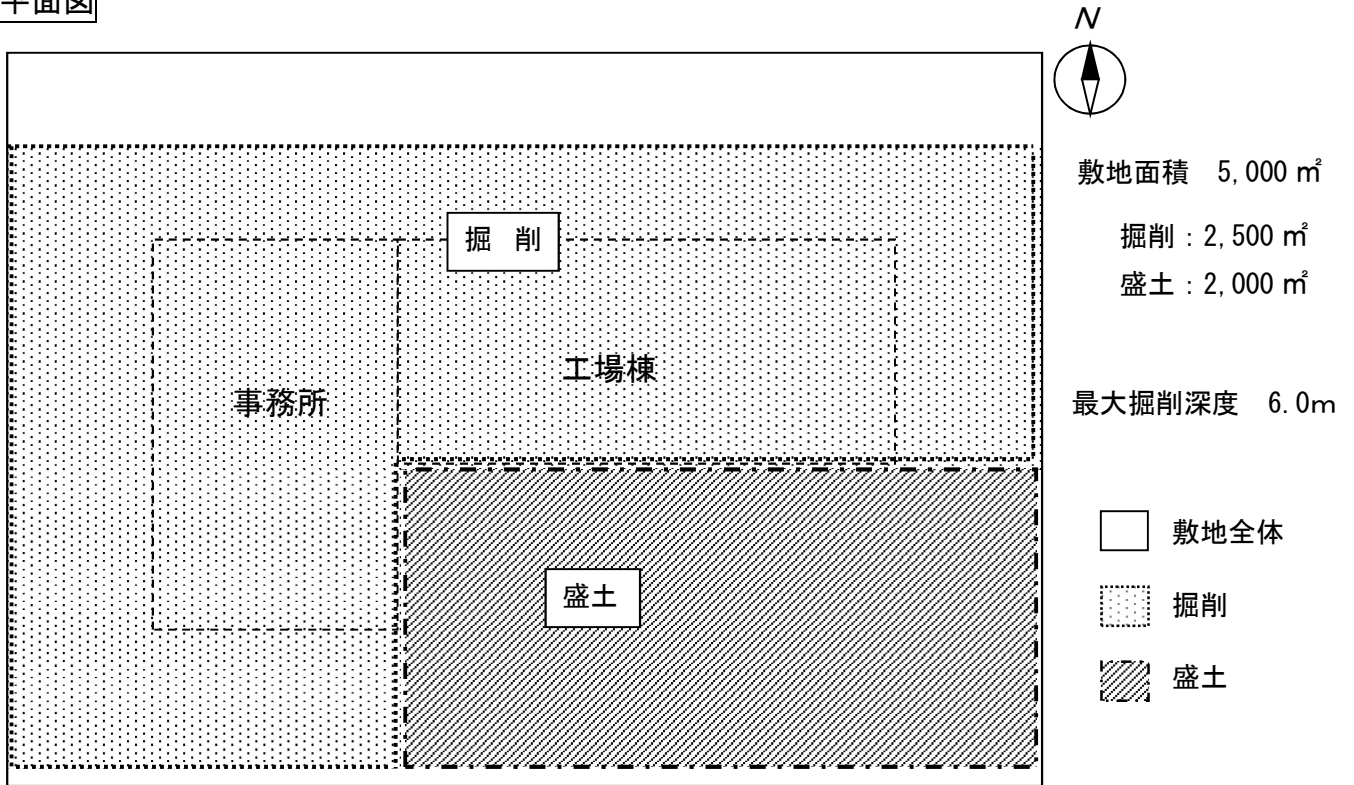 平面図
N
敷地面積 5,000 ㎡
掘削：2,500 ㎡
盛土：2,000 ㎡
掘 削
工場棟
事務所
最大掘削深度 6.0m
敷地全体
盛土
掘削
盛土